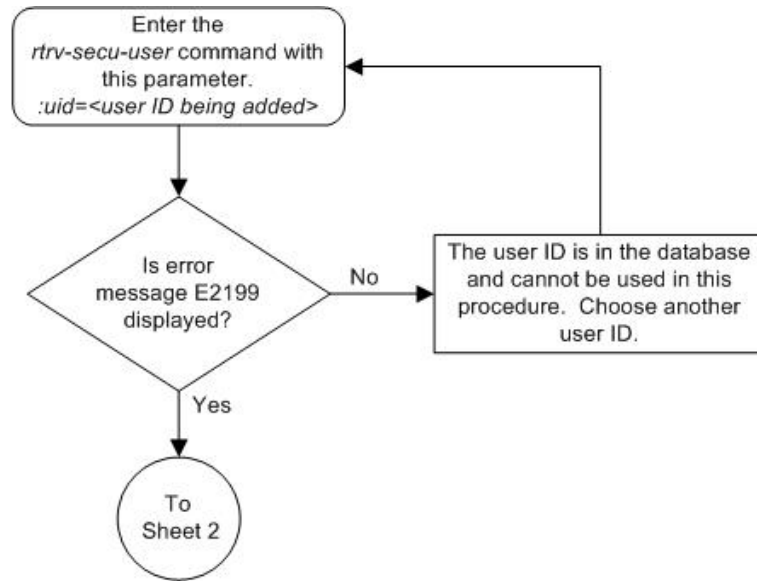 Enter the
rtrv-secu-user command with
this parameter.
:uid=<user ID being added>
Is error
message E2199
displayed?
No
The user ID is in the database
and cannot be used in this
procedure.  Choose another
user ID.
Yes
To
Sheet 2